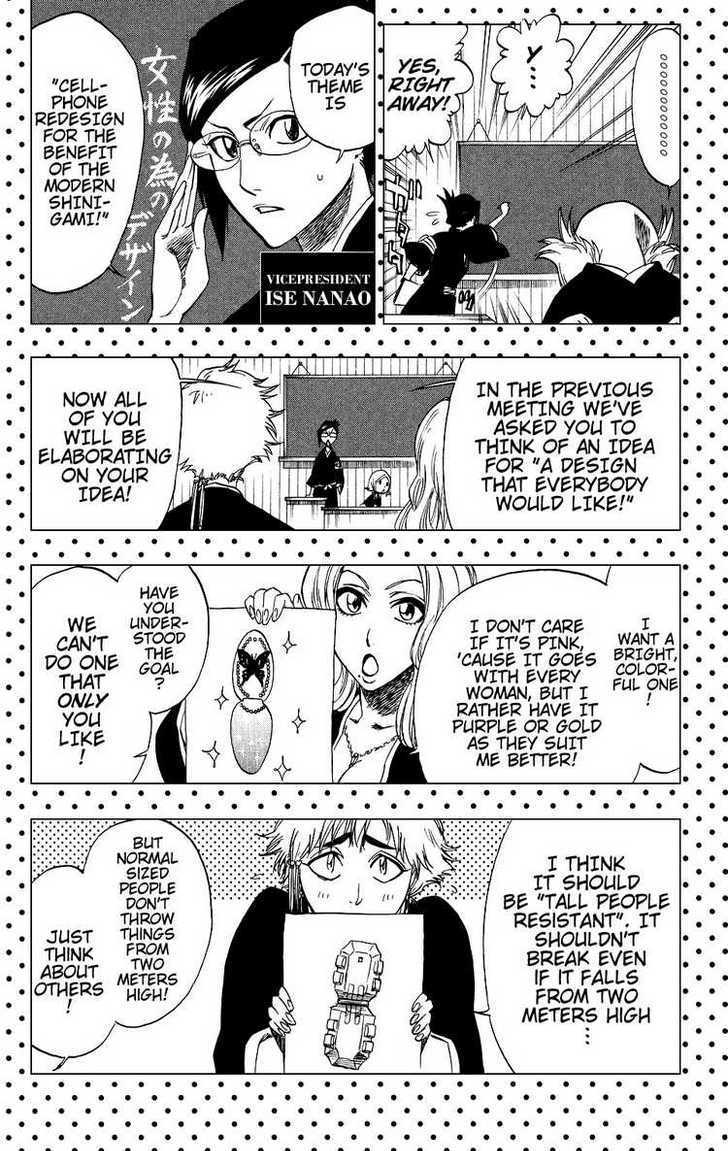 。。。。。。。。。。。。
Y
...
YES,
RIGHT
AWAY!
TODAY'S
THEME
IS
女性の為のデザイン
"CELL-
PHONE
REDESIGN
FOR THE
BENEFIT
OF THE
MODERN
SHINI-
GAMI!"
VICEPRESIDENT
ISE NANAO
IN THE PREVIOUS
MEETING WE'VE
ASKED YOU TO
THINK OF AN IDEA
FOR "A DESIGN
THAT EVERYBODY
WOULD LIKE!"
NOW ALL
OF YOU
WILL BE
ELABORATING
ON YOUR
IDEA!
I
WANT A
BRIGHT,
COLOR-
FUL ONE
!
I DON'T CARE
IF IT'S PINK,
'CAUSE IT GOES
WITH EVERY
WOMAN, BUT I
RATHER HAVE IT
PURPLE OR GOLD
AS THEY SUIT
ME BETTER!
HAVE
YOU
UNDER-
STOOD
THE
GOAL
?
WE
CAN'T
DO ONE
THAT
ONLY
YOU
LIKE
!
I THINK
IT SHOULD
BE "TALL PEOPLE
RESISTANT". IT
SHOULDN'T
BREAK EVEN
IF IT FALLS
FROM TWO
METERS HIGH
...
BUT
NORMAL
SIZED
PEOPLE
DON'T
THROW
THINGS
FROM
TWO
METERS
HIGH!
JUST
THINK
ABOUT
OTHERS
!